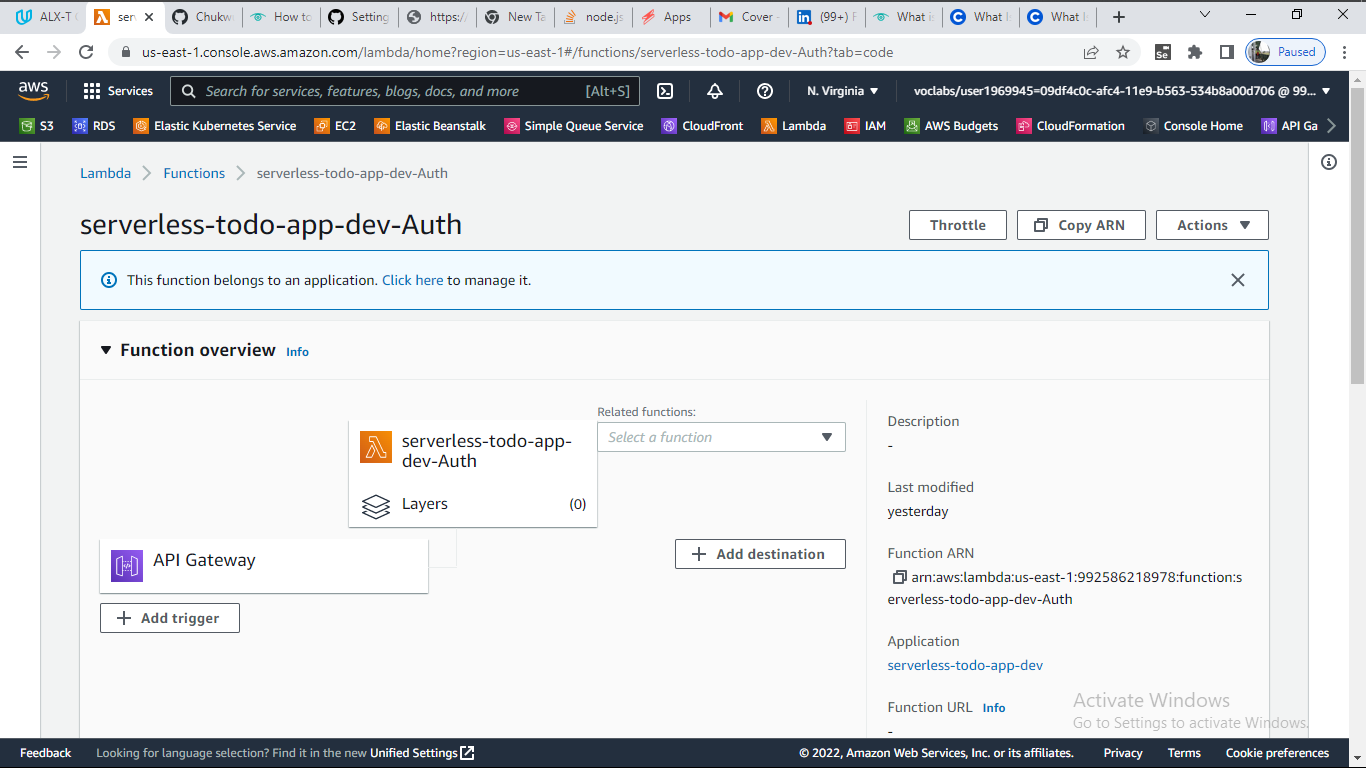 ALX-T
ser
Chukw
How to
Setting
https:/
New Ta
node.js
Apps
Cover -
(99+) F
What i
What I
What I
us-east-1.console.aws.amazon.com/lambda/home?region=us-east-1#/functions/serverless-todo-app-dev-Auth?tab=code
Se
Paused
aws
Services
Search for services, features, blogs, docs, and more
[Alt+S]
N. Virginia
voclabs/user1969945=09df4c0c-afc4-11e9-b563-534b8a00d706 @ 99...
S3
RDS
Elastic Kubernetes Service
EC2
Elastic Beanstalk
Simple Queue Service
CloudFront
Lambda
IAM
AWS Budgets
CloudFormation
Console Home
API Ga
Lambda
Functions
serverless-todo-app-dev-Auth
serverless-todo-app-dev-Auth
Throttle
Copy ARN
Actions
This function belongs to an application. Click here to manage it.
Function overview Info
Related functions:
Select a function
serverless-todo-app-
dev-Auth
Layers
(0)
API Gateway
Add trigger
Add destination
Description
-
Last modified
yesterday
Function ARN
arn:aws:lambda:us-east-1:992586218978:function:s
erverless-todo-app-dev-Auth
Application
serverless-todo-app-dev
Function URL Info
-
Activate Windows
Go to Settings to activate Windows.
Feedback
Looking for language selection? Find it in the new Unified Settings
© 2022, Amazon Web Services, Inc. or its affiliates.
Privacy
Terms
Cookie preferences